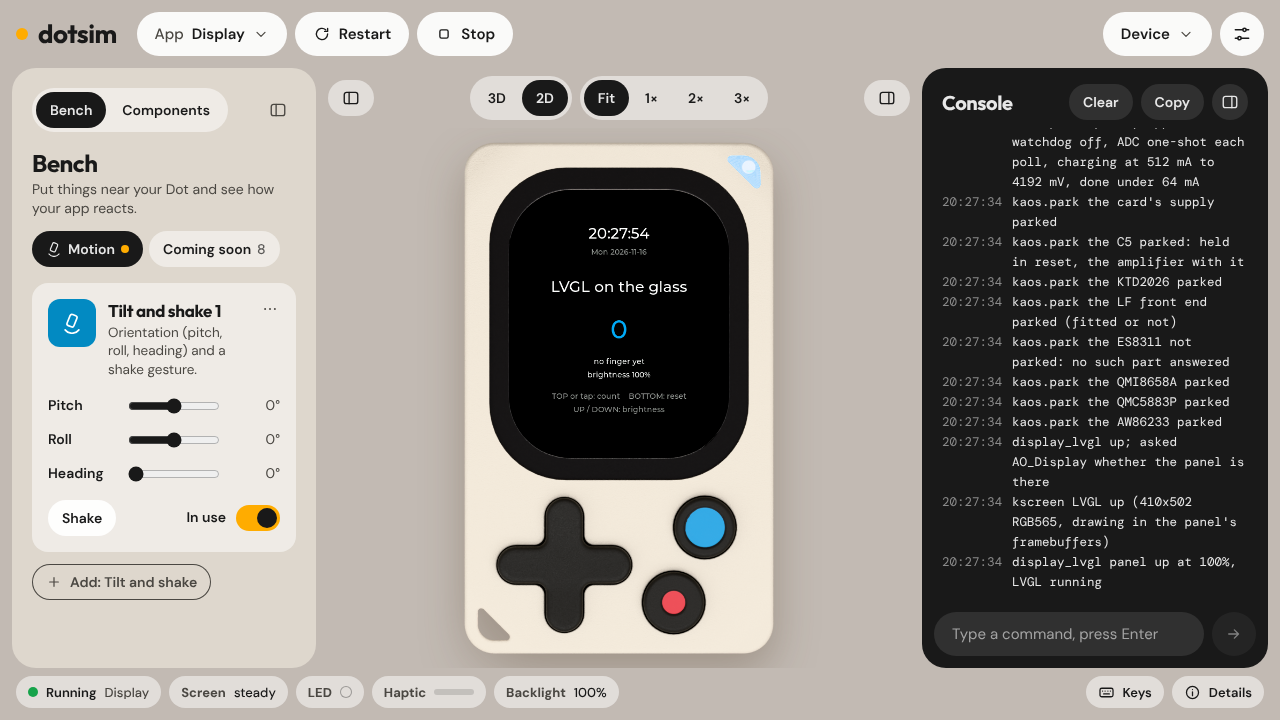 dotsim
App Display
Restart
Stop
Device
Bench
Components
Bench
Put things near your Dot and see how
your app reacts.
Motion
Coming soon 8
Tilt and shake 1
Orientation (pitch,
roll, heading) and a
shake gesture.
Pitch 0°
Roll 0°
Heading 0°
Shake
In use
Add: Tilt and shake
3D 2D
Fit 1× 2× 3×
20:27:54
Mon 2026-11-16
LVGL on the glass
0
no finger yet
brightness 100%
TOP or tap: count BOTTOM: reset
UP / DOWN: brightness
Console
Clear
Copy
watchdog off, ADC one-shot each
poll, charging at 512 mA to
4192 mV, done under 64 mA
20:27:34 kaos.park the card's supply
parked
20:27:34 kaos.park the C5 parked: held
in reset, the amplifier with it
20:27:34 kaos.park the KTD2026 parked
20:27:34 kaos.park the LF front end
parked (fitted or not)
20:27:34 kaos.park the ES8311 not
parked: no such part answered
20:27:34 kaos.park the QMI8658A parked
20:27:34 kaos.park the QMC5883P parked
20:27:34 kaos.park the AW86233 parked
20:27:34 display_lvgl up; asked
AO_Display whether the panel is
there
20:27:34 kscreen LVGL up (410x502
RGB565, drawing in the panel's
framebuffers)
20:27:34 display_lvgl panel up at 100%,
LVGL running
Type a command, press Enter
Running Display
Screen steady
LED
Haptic
Backlight 100%
Keys
Details